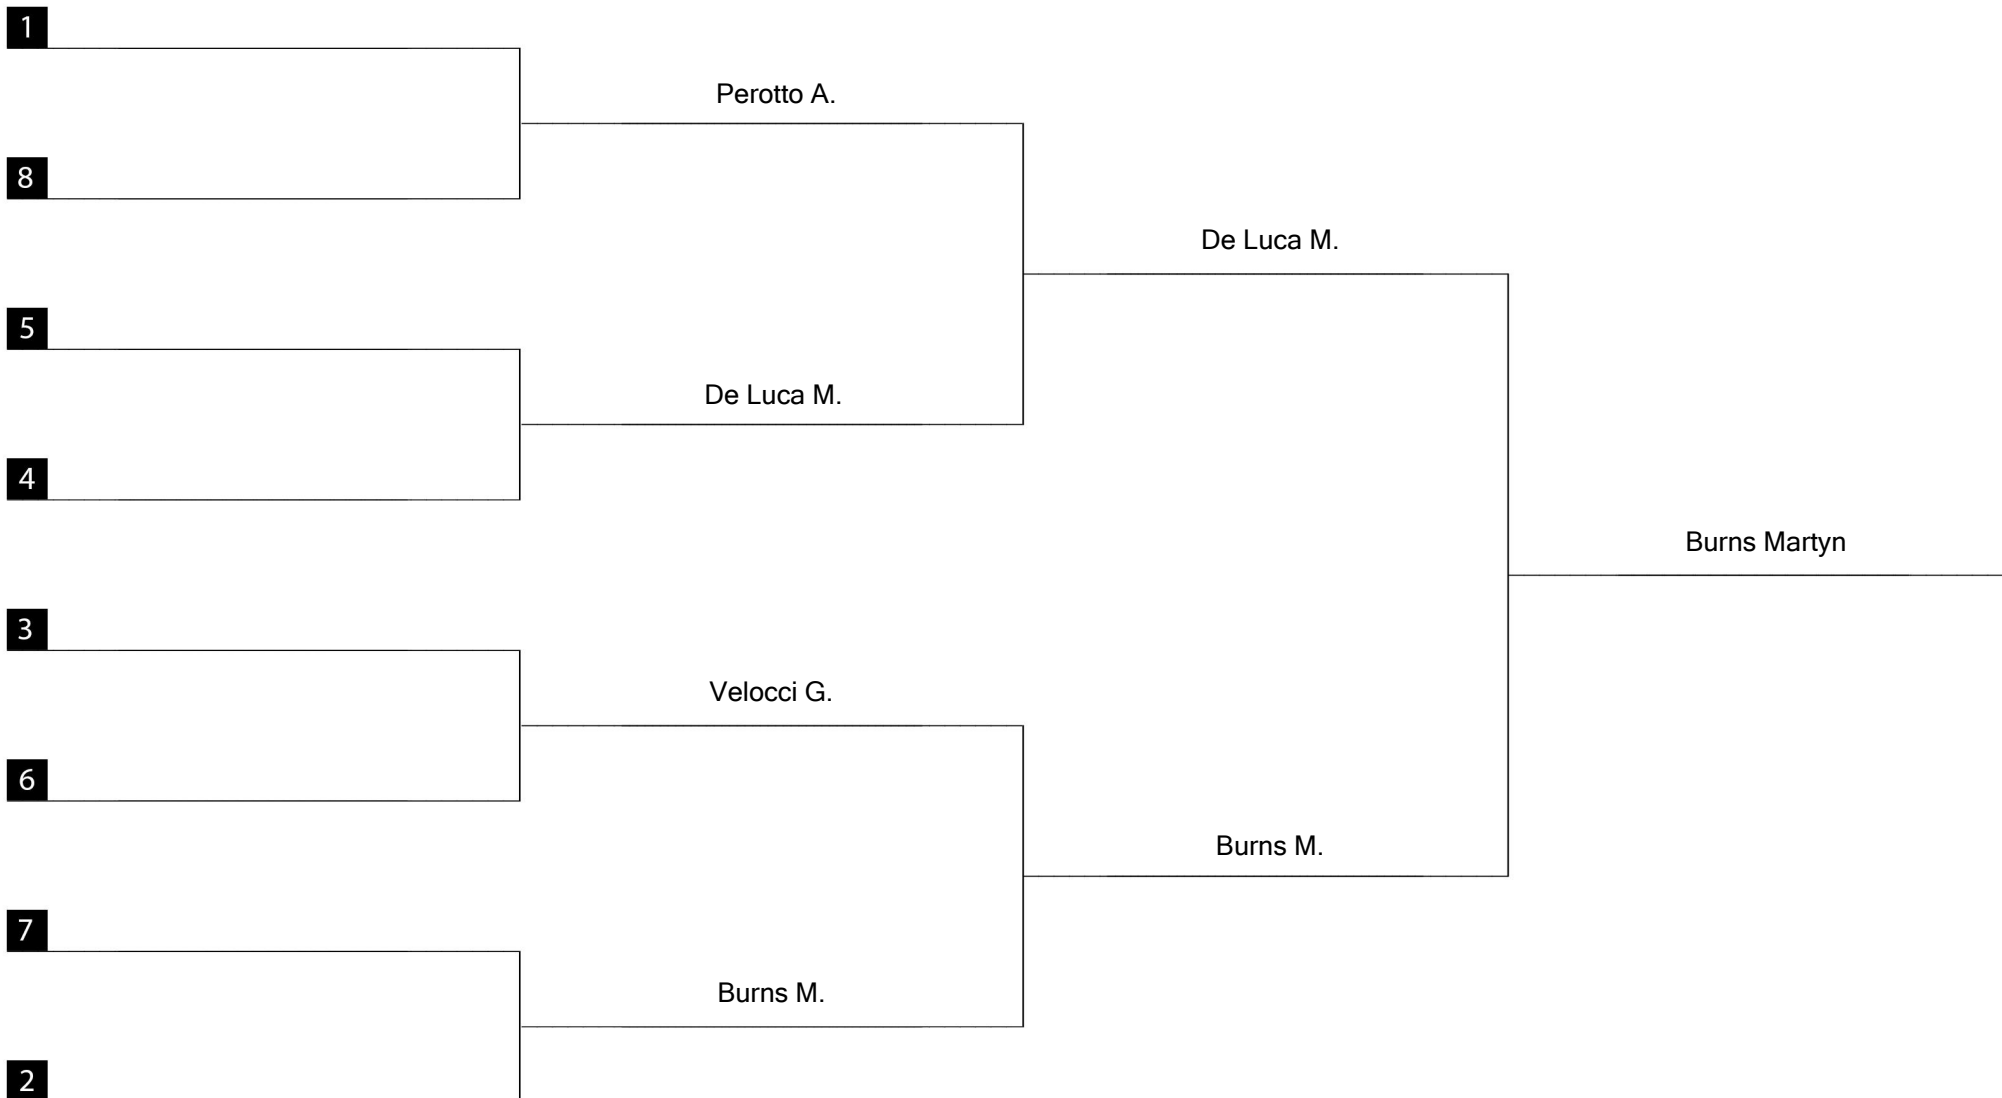 1
Perotto A.
8
De Luca M.
5
De Luca M.
4
Burns Martyn
3
Velocci G.
6
Burns M.
7
Burns M.
2